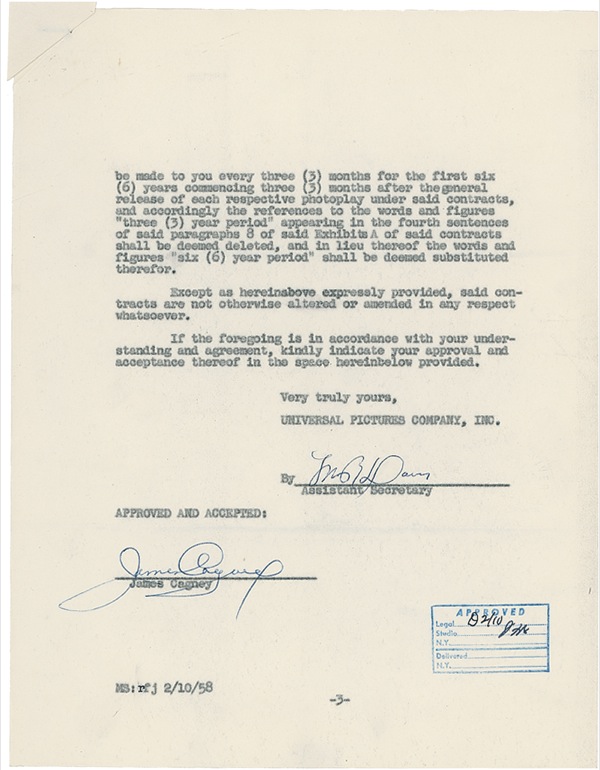 be made to you every three (3) months for the first six
(6) years commencing three (3) months after thegeneral
release of each respective photoplay under said contracts,
and accordingly the references to the words and figures
"three (3) year period" appearing in the fourth sentences
of said paragraphs 8 of said Exhibits A of said contracts
shall be deemed deleted, and in lieu thereof the words and
figures "six (6) year period" shall be deemed substituted
therefor.
Except as hereinsbove expressly provided, said con-
tracts are not otherwise altered or amended in any respect
whatsoever.
If the foregoing is in accordance with your under-
standing and agreement, kindly indicate your approval and
acceptance thereof in the space hereinbelow provided.
Very truly yours,
UNIVERSAL PICTURES COMPANY, INC.
By
Assistant Secretary
APPROVED AND ACCEPTED:
James Cagney
James Cagney
APPROVED
Legal 2/10
Studio
N.Y.
Delivered
N.Y.
MS:rfj 2/10/58
-3-